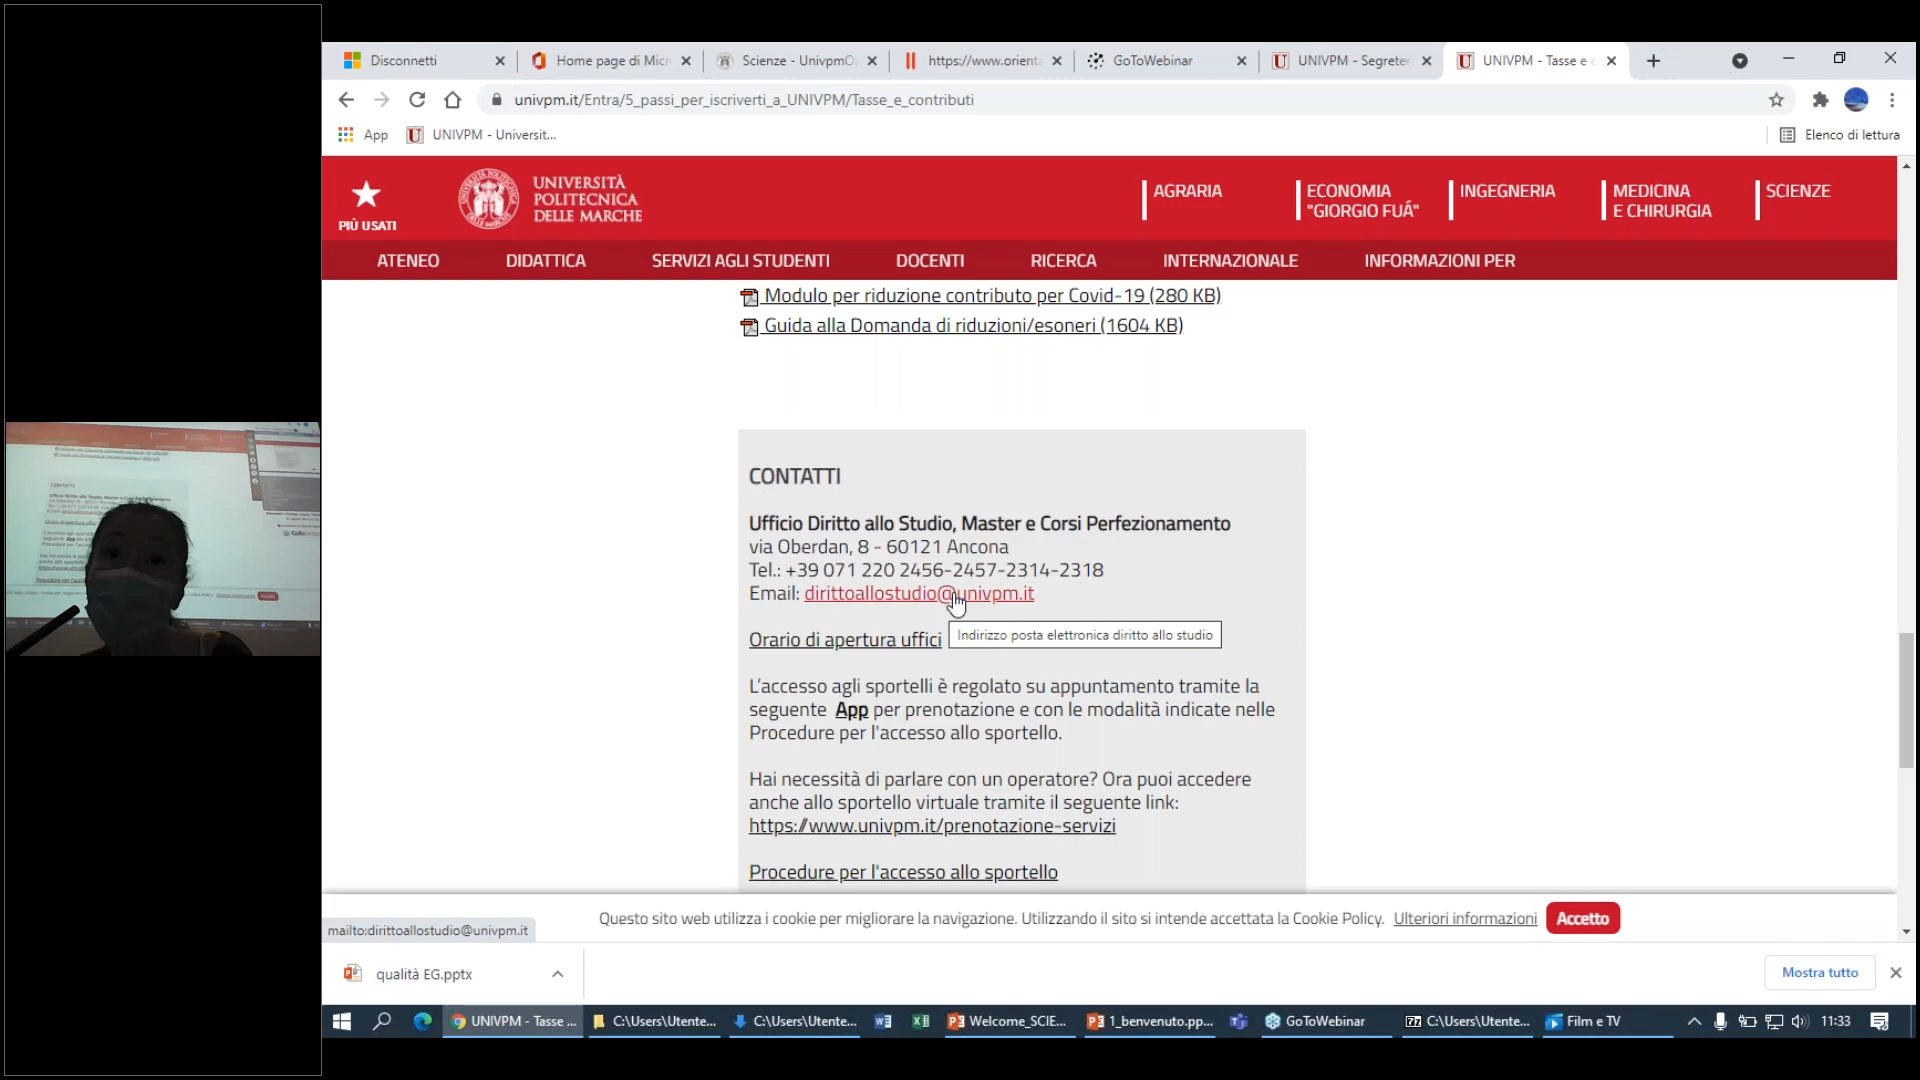 Disconnetti
Home page di Micr
Scienze - UnivpmO
https://www.orienta
GoToWebinar
UNIVPM - Segreter
UNIVPM - Tasse e c
univpm.it/Entra/5_passi_per_iscriverti_a_UNIVPM/Tasse_e_contributi
App
UNIVPM - Universit...
Elenco di lettura
PIÙ USATI
UNIVERSITÀ
POLITECNICA
DELLE MARCHE
AGRARIA
ECONOMIA
"GIORGIO FUÁ"
INGEGNERIA
MEDICINA
E CHIRURGIA
SCIENZE
ATENEO DIDATTICA SERVIZI AGLI STUDENTI DOCENTI RICERCA INTERNAZIONALE INFORMAZIONI PER
Modulo per riduzione contributo per Covid-19 (280 KB)
Guida alla Domanda di riduzioni/esoneri (1604 KB)
CONTATTI
Ufficio Diritto allo Studio, Master e Corsi Perfezionamento
via Oberdan, 8 - 60121 Ancona
Tel.: +39 071 220 2456-2457-2314-2318
Email: dirittoallostudio@univpm.it
Orario di apertura uffici
Indirizzo posta elettronica diritto allo studio
L'accesso agli sportelli è regolato su appuntamento tramite la
seguente App per prenotazione e con le modalità indicate nelle
Procedure per l'accesso allo sportello.
Hai necessità di parlare con un operatore? Ora puoi accedere
anche allo sportello virtuale tramite il seguente link:
https://www.univpm.it/prenotazione-servizi
Procedure per l'accesso allo sportello
Questo sito web utilizza i cookie per migliorare la navigazione. Utilizzando il sito si intende accettata la Cookie Policy. Ulteriori informazioni Accetto
mailto:dirittoallostudio@univpm.it
qualità EG.pptx
Mostra tutto
UNIVPM - Tasse ...
C:\Users\Utente...
C:\Users\Utente...
Welcome_SCIE...
1_benvenuto.pp...
GoToWebinar
C:\Users\Utente...
Film e TV
11:33